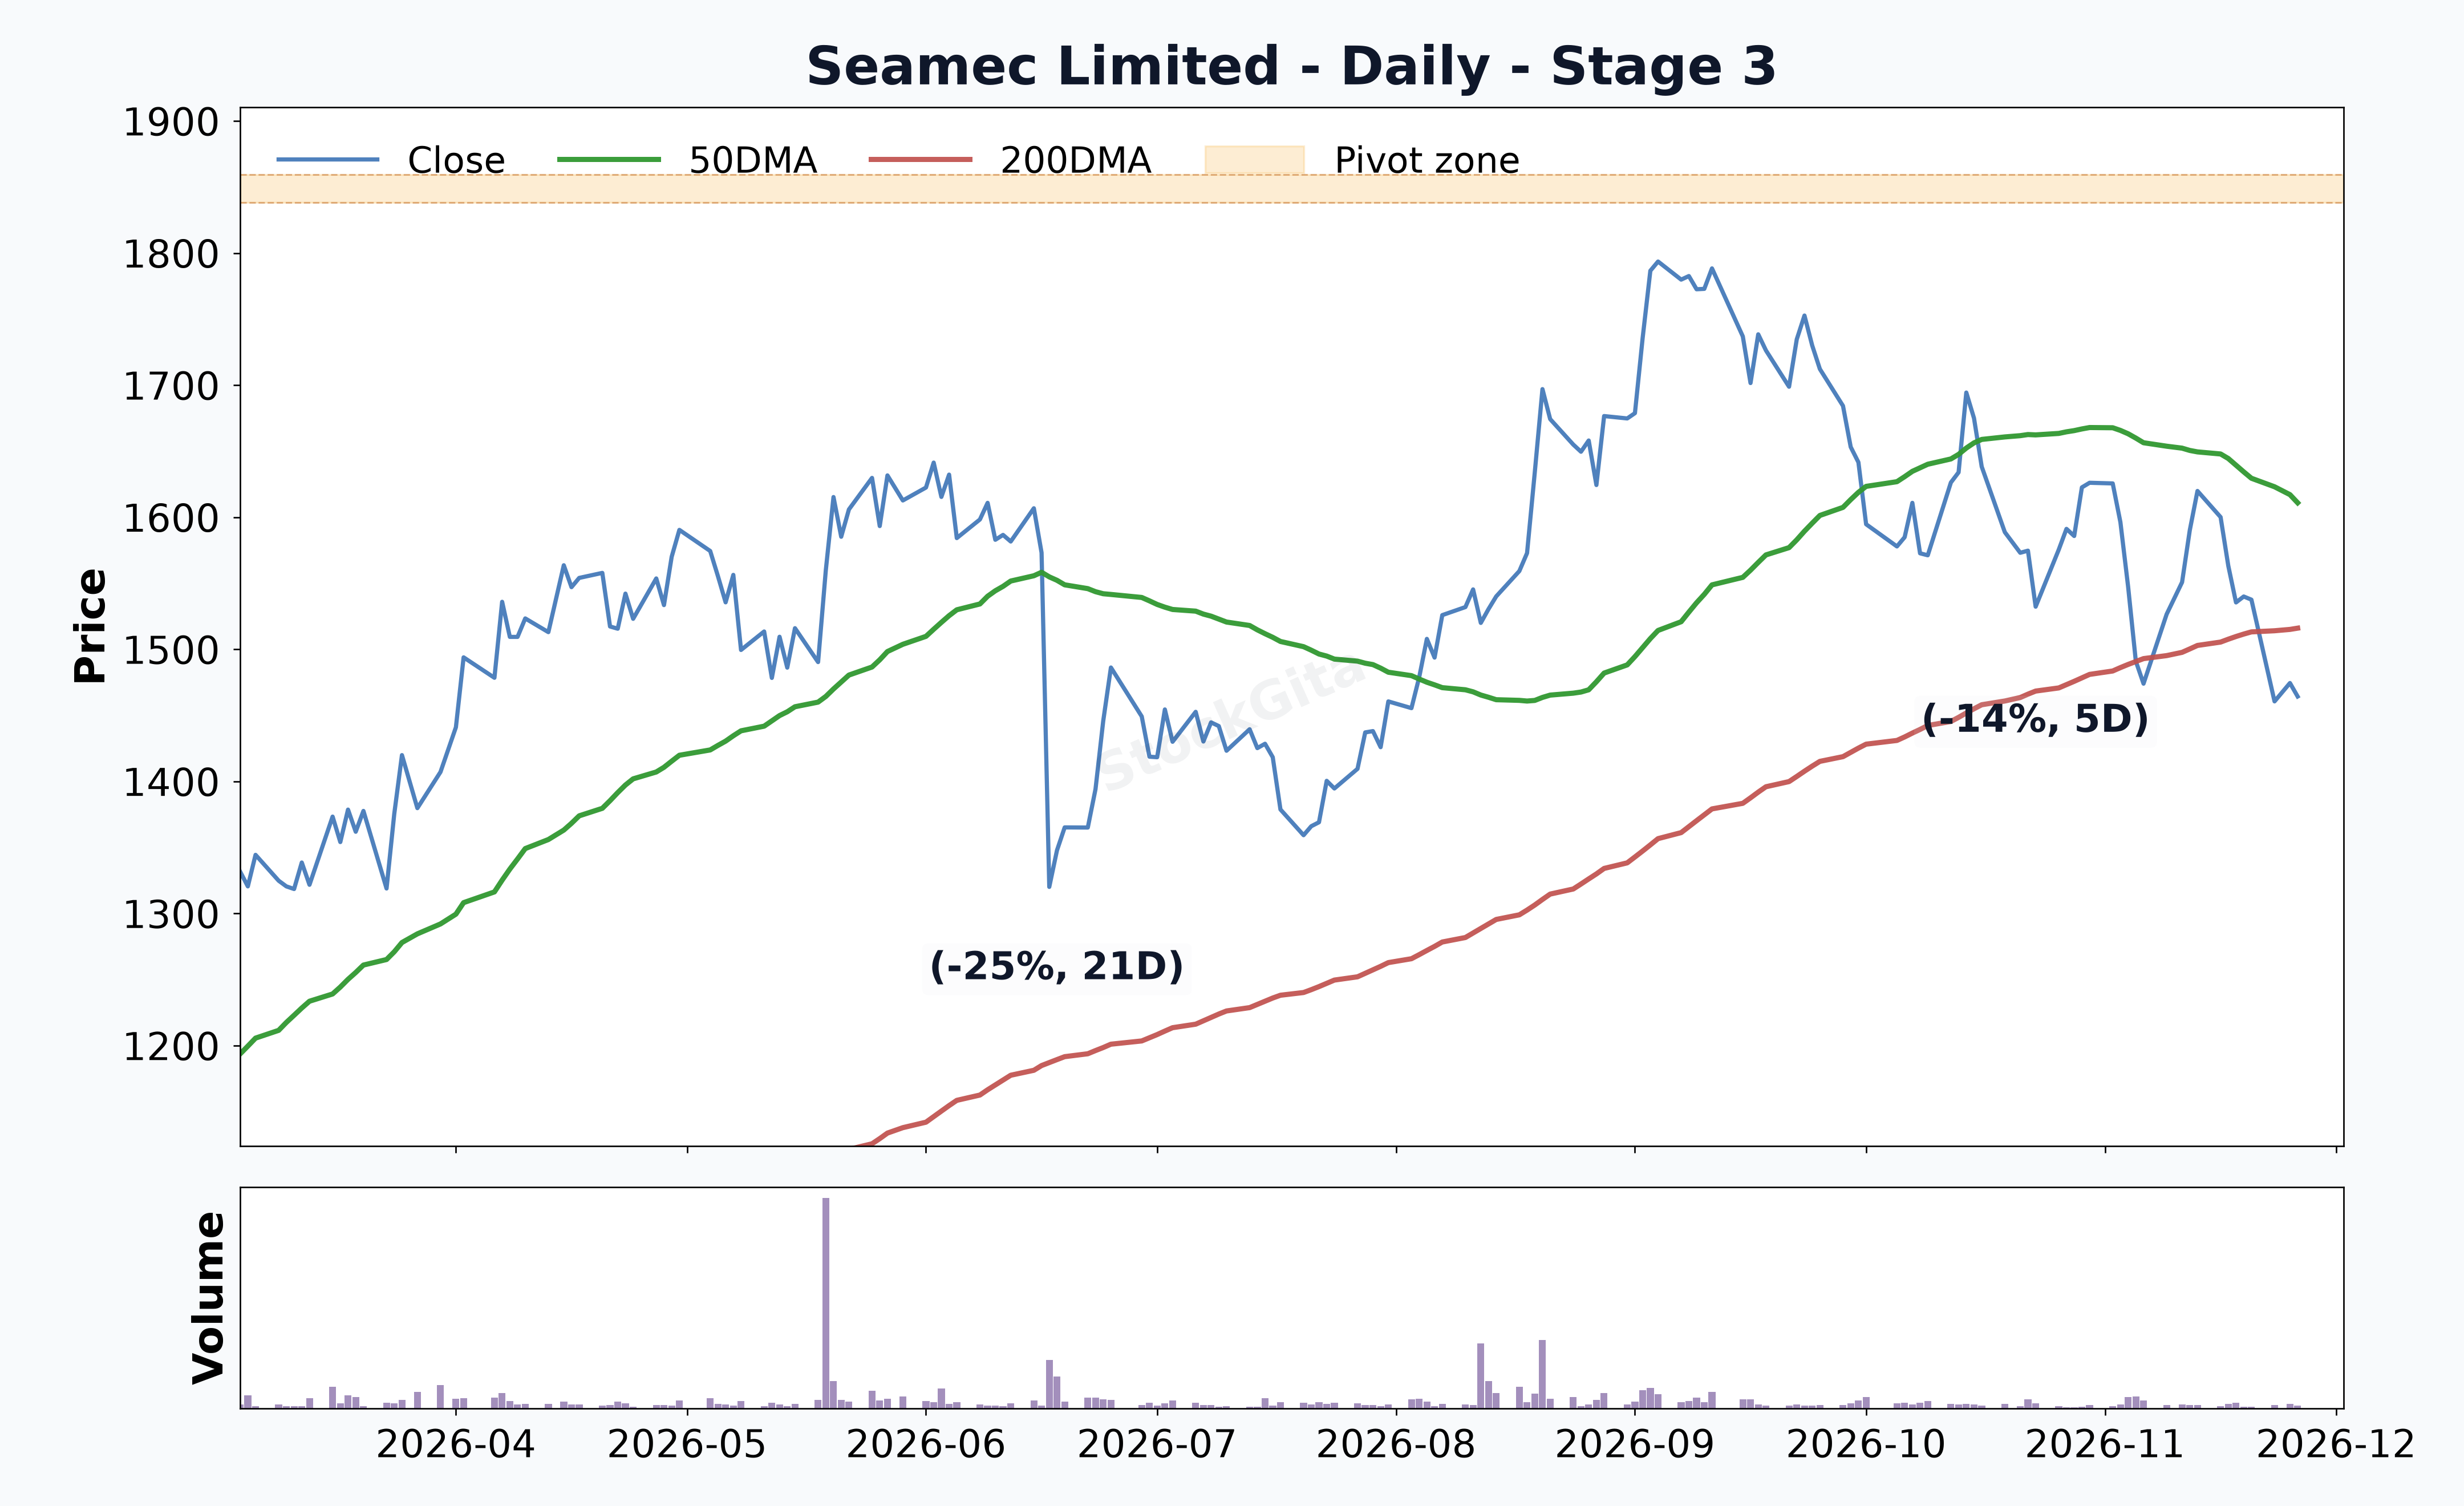 Seamec Limited - Daily - Stage 3
Close 50DMA 200DMA Pivot zone
1900
1800
1700
1600
1500
1400
1300
1200
Price
StockGita
(-14%, 5D)
(-25%, 21D)
Volume
2026-04 2026-05 2026-06 2026-07 2026-08 2026-09 2026-10 2026-11 2026-12